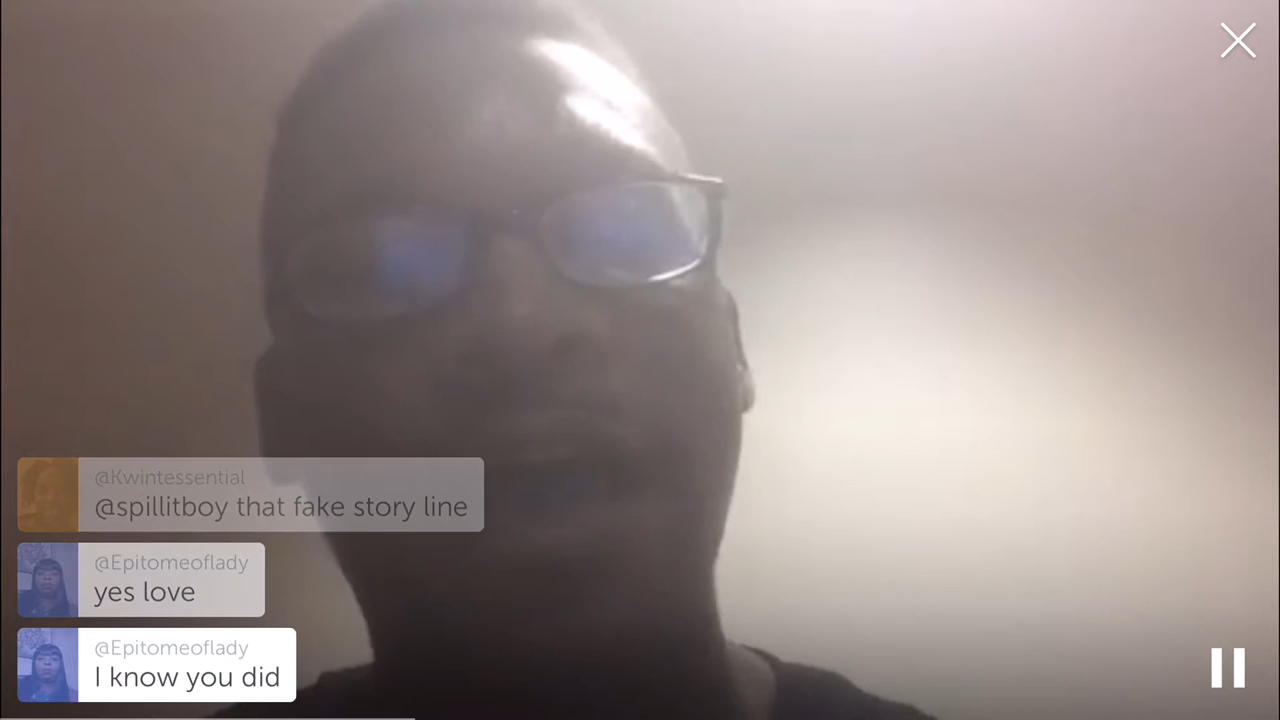 @Kwintessential
@spillitboy that fake story line
@Epitomeoflady
yes love
@Epitomeoflady
I know you did